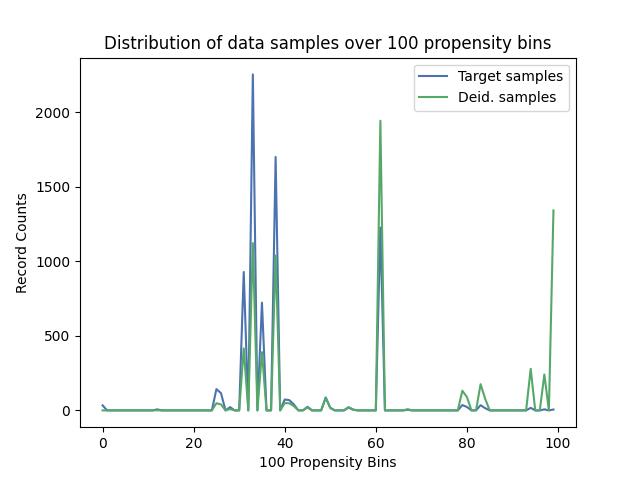 Distribution of data samples over 100 propensity bins
Target samples
Deid. samples
2000
1500
1000
500
0
Record Counts
0 20 40 60 80 100
100 Propensity Bins